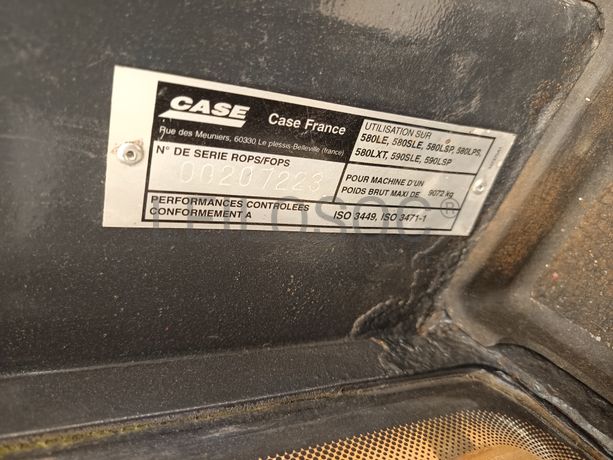 CASE Case France
Rue des Meuniers, 60330 Le plessis-Belleville (france)
N° DE SERIE ROPS/FOPS
00207223
PERFORMANCES CONTROLEES
CONFORMEMENT A
UTILISATION SUR
580LE, 580SLE, 580LSP, 580LPS,
580LXT, 590SLE, 590LSP
POUR MACHINE D'UN
POIDS BRUT MAXI DE 9072 kg
ISO 3449, ISO 3471-1